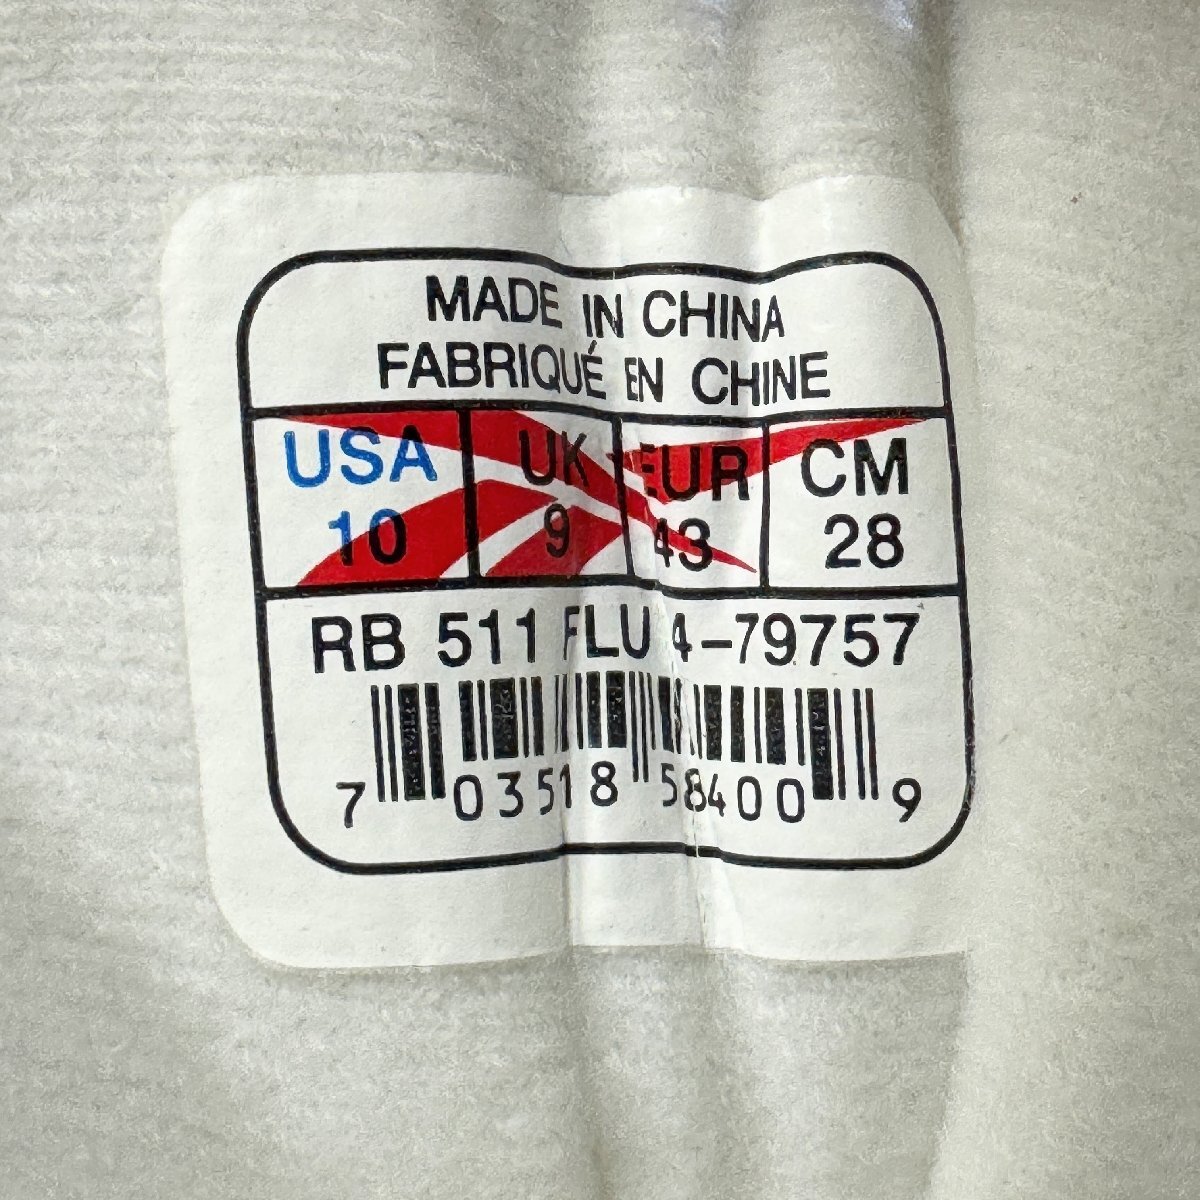 MADE IN CHINA
FABRIQUÉ EN CHINE
USA UK EUR CM
10 9 43 28
RB 511 FLU 4-79757
7 03518 58400 9